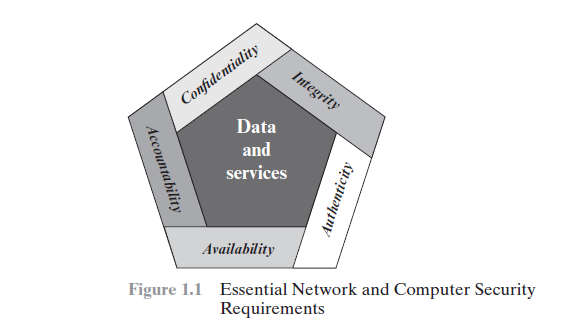 Confidentiality
Integrity
Accountability
Data
and
services
Authenticity
Availability
Figure 1.1 Essential Network and Computer Security
Requirements